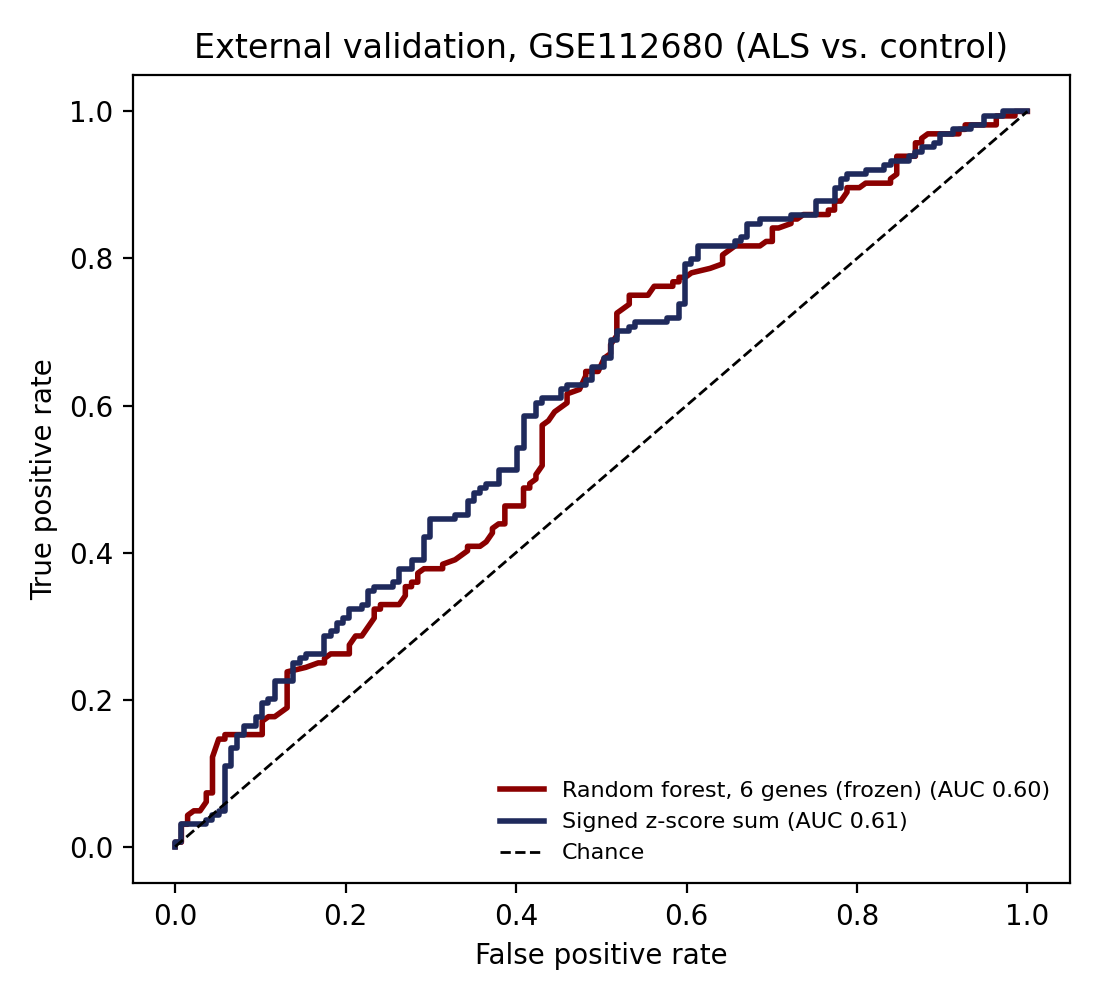 External validation, GSE112680 (ALS vs. control)
True positive rate
1.0
0.8
0.6
0.4
0.2
0.0
Random forest, 6 genes (frozen) (AUC 0.60)
Signed z-score sum (AUC 0.61)
Chance
0.0 0.2 0.4 0.6 0.8 1.0
False positive rate